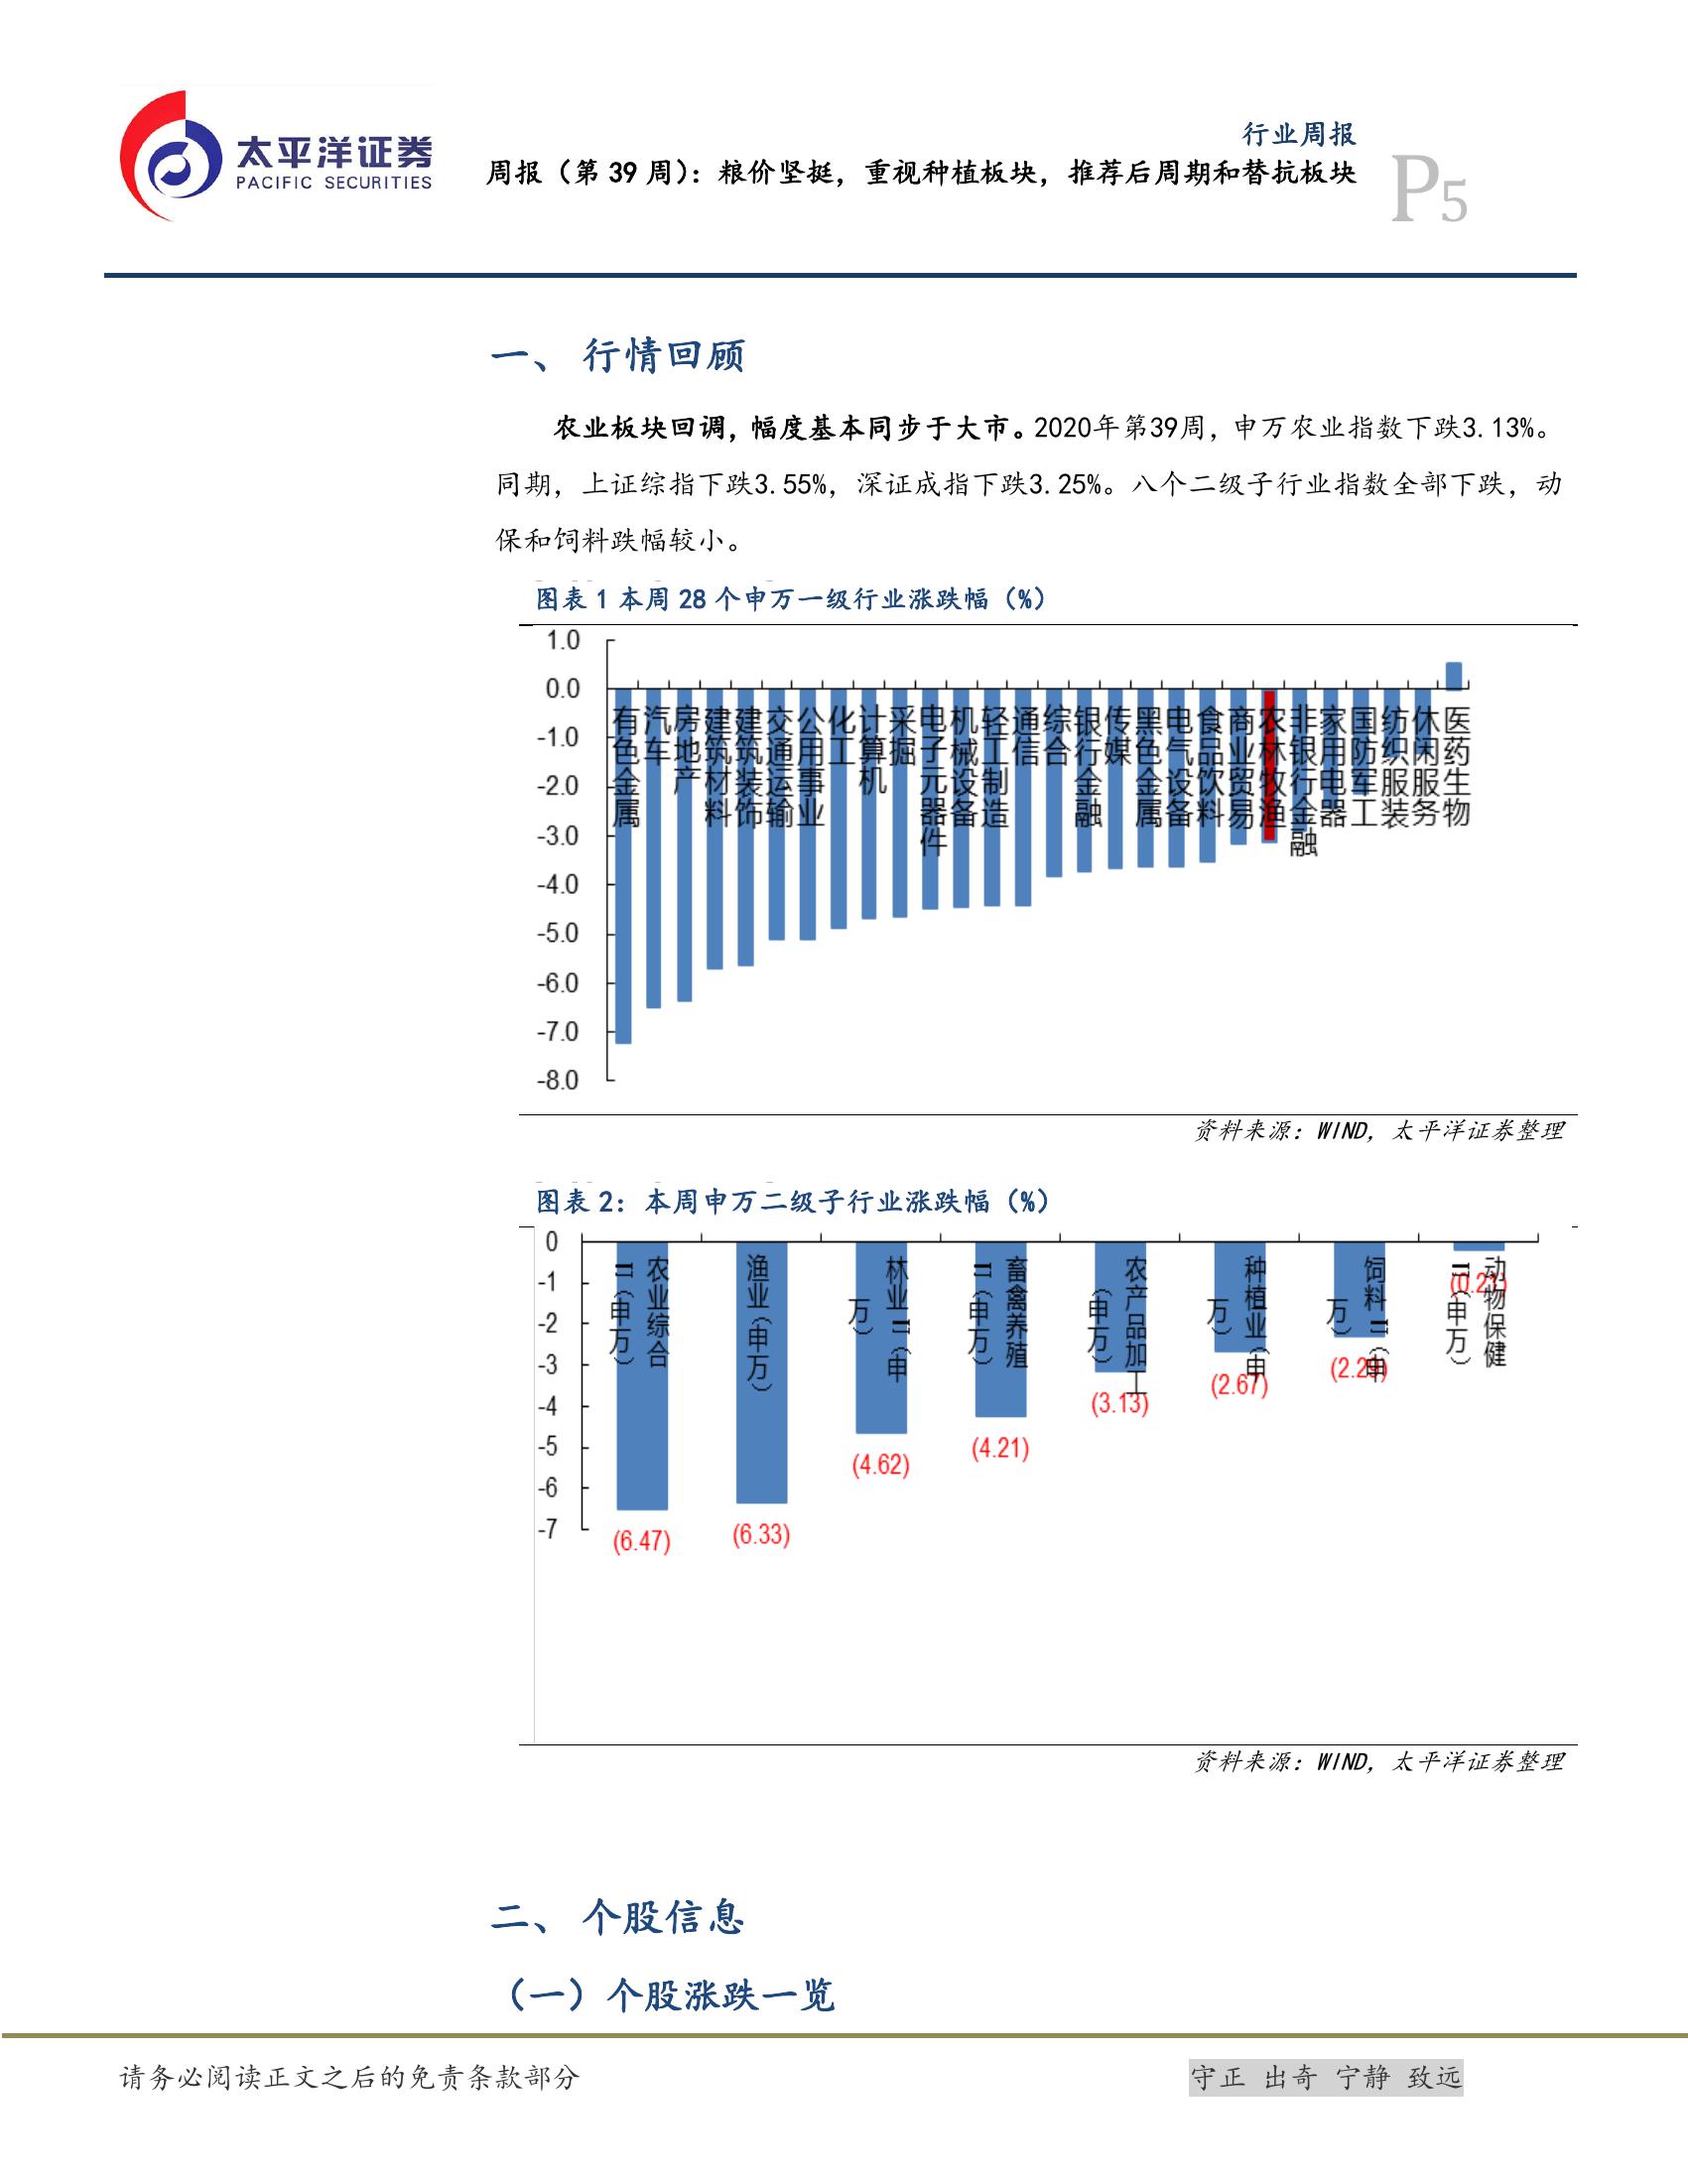 太平洋证券
PACIFIC SECURITIES
行业周报
周报（第 39 周）：粮价坚挺，重视种植板块，推荐后周期和替抗板块
P5
一、 行情回顾
农业板块回调，幅度基本同步于大市。2020年第39周，申万农业指数下跌3.13%。
同期，上证综指下跌3.55%，深证成指下跌3.25%。八个二级子行业指数全部下跌，动
保和饲料跌幅较小。
图表 1 本周 28 个申万一级行业涨跌幅（%）
1.0
0.0
-1.0
-2.0
-3.0
-4.0
-5.0
-6.0
-7.0
-8.0
有色金属
汽车
房地产
建筑材料
建筑装饰
交通运输
公用事业
化工
计算机
采掘
电子元器件
机械设备
轻工制造
通信
综合
银行金融
传媒
黑色金属
电气设备
食品饮料
商业贸易
农林牧渔
非银行金融
家用电器
国防军工
纺织服装
休闲服务
医药生物
资料来源：WIND，太平洋证券整理
图表 2：本周申万二级子行业涨跌幅（%）
0
-1
-2
-3
-4
-5
-6
-7
农业综合Ⅱ（申万）
渔业（申万）
林业Ⅱ（申万）
畜禽养殖Ⅱ（申万）
农产品加工（申万）
种植业（申万）
饲料Ⅱ（申万）
动物保健Ⅱ（申万）
(6.47)
(6.33)
(4.62)
(4.21)
(3.13)
(2.67)
(2.29)
(0.21)
资料来源：WIND，太平洋证券整理
二、 个股信息
（一）个股涨跌一览
请务必阅读正文之后的免责条款部分
守正 出奇 宁静 致远